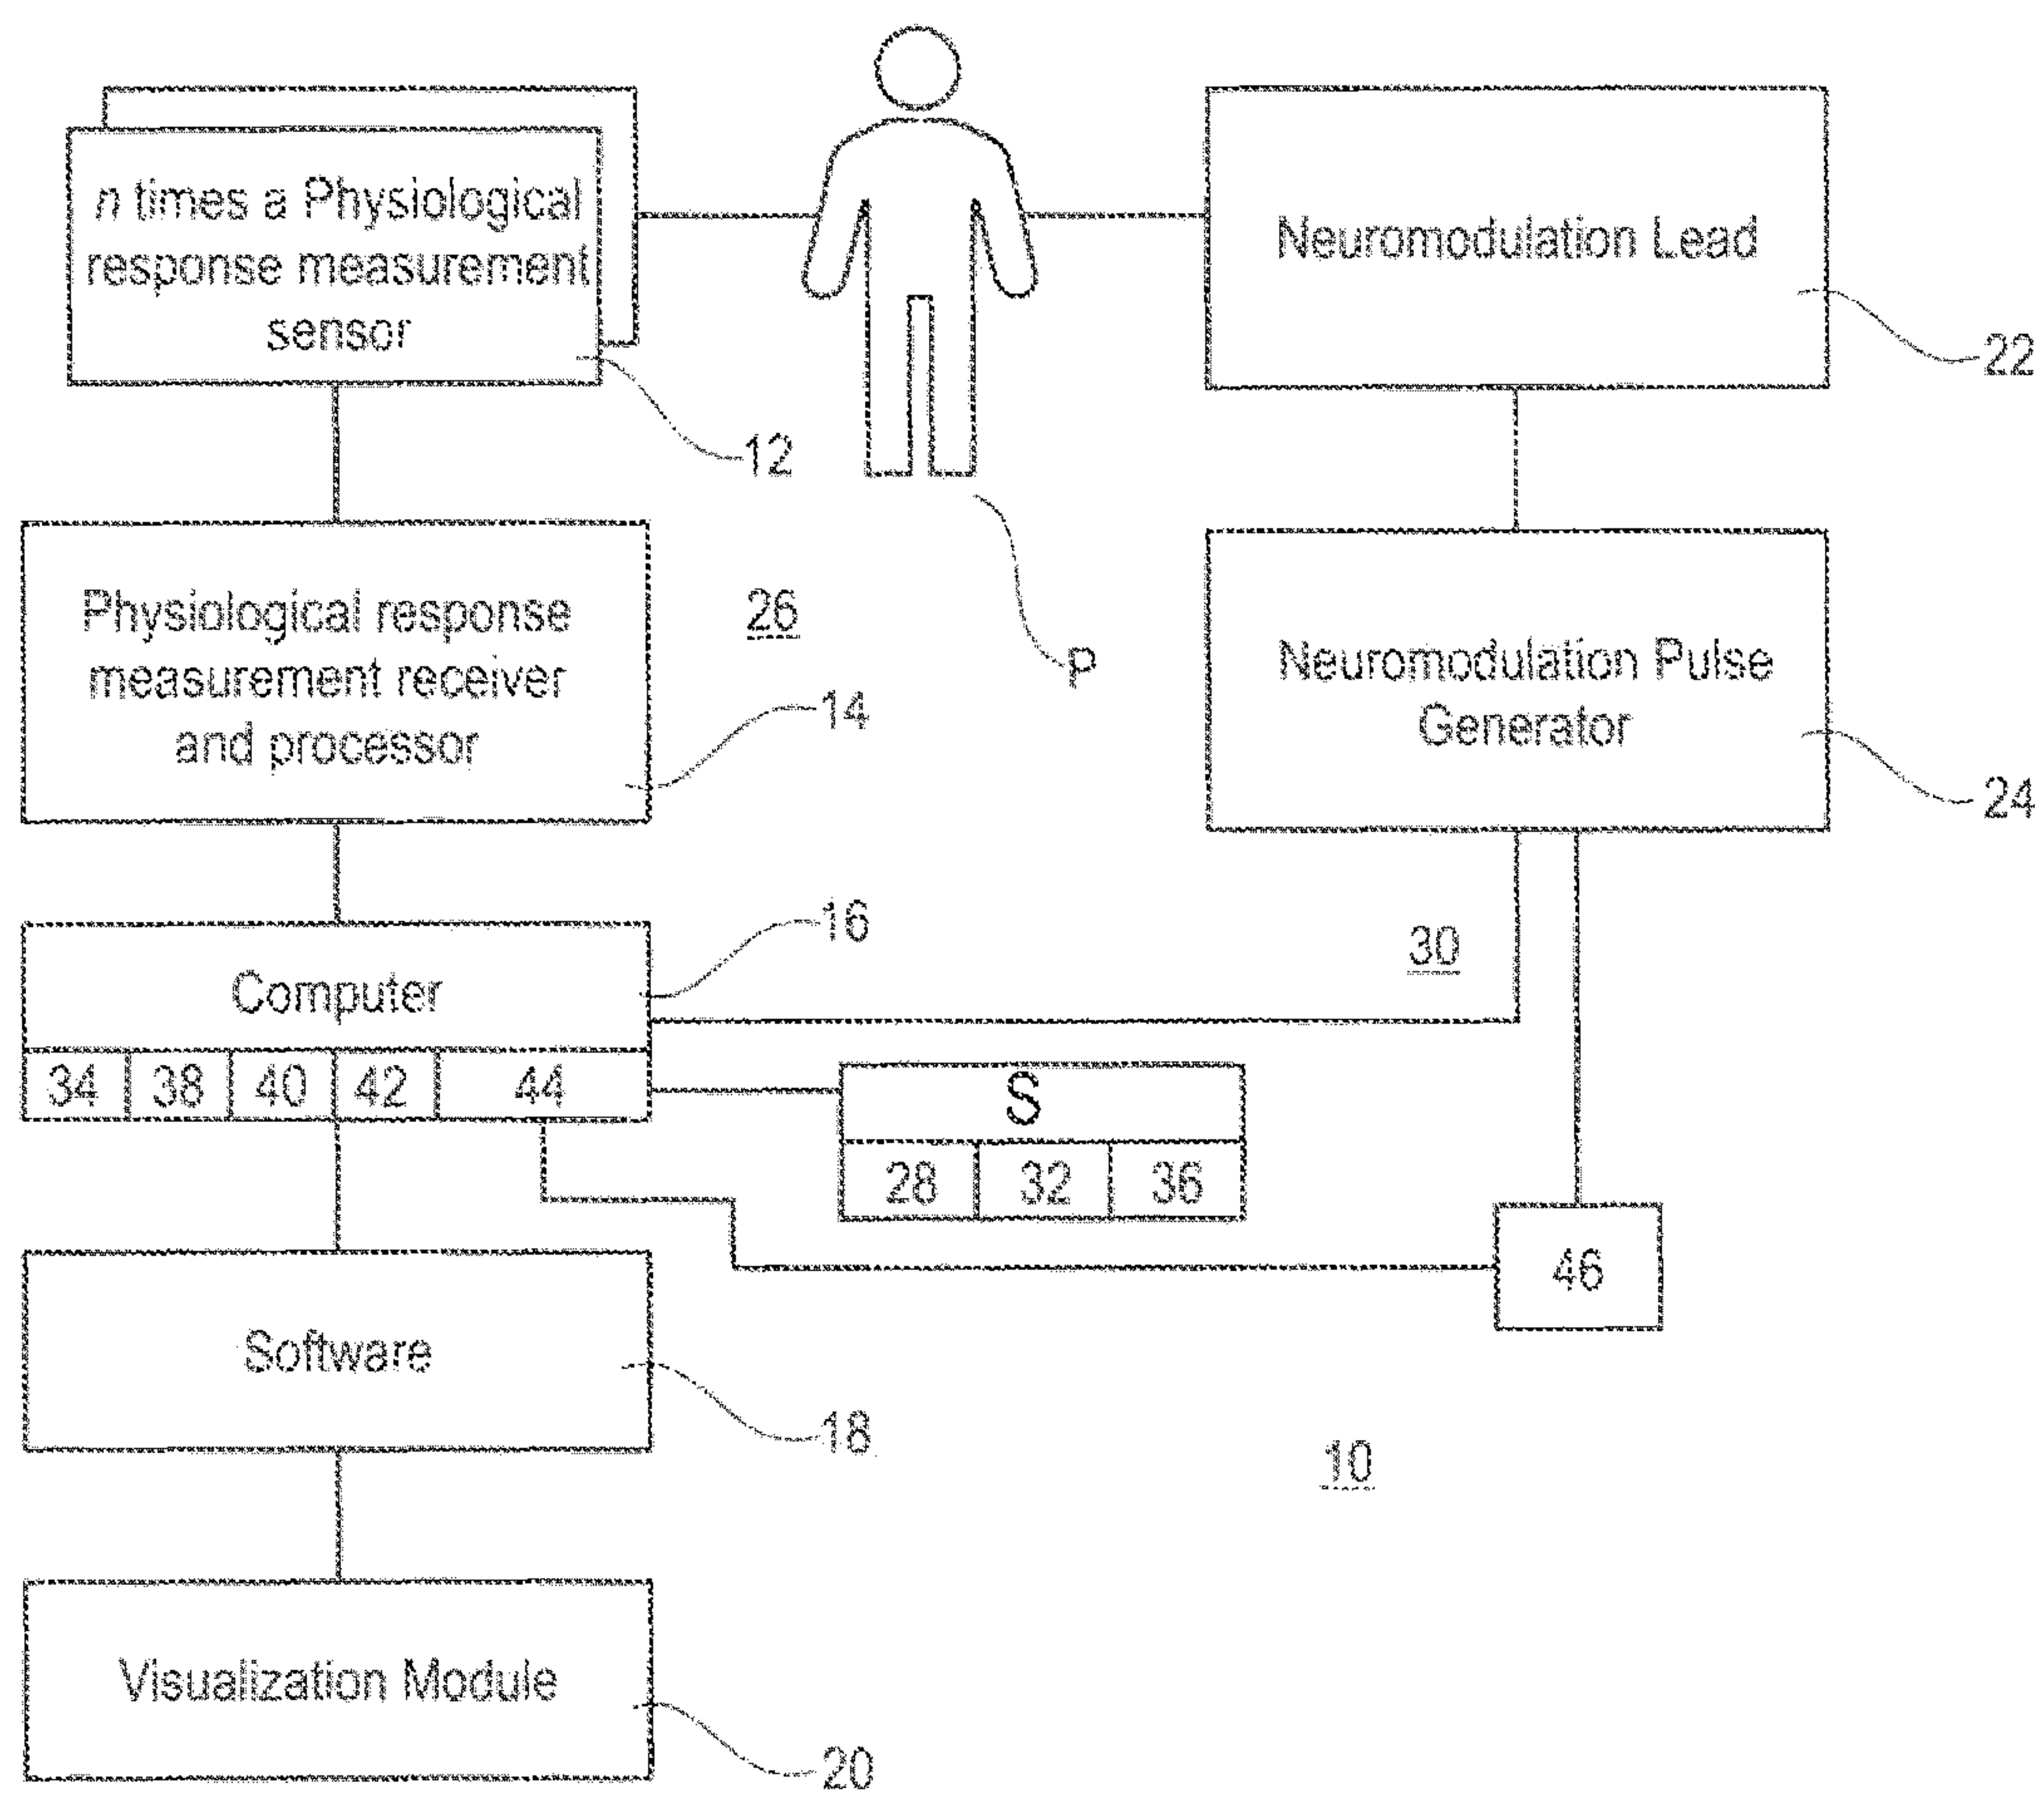 n times a Physiological
response measurement
sensor
12
Neuromodulation Lead
22
P
Physiological response
measurement receiver
and processor
14
26
Neuromodulation Pulse
Generator
24
Computer
16
30
34 38 40 42 44
S
28 32 36
46
Software
18
10
Visualization Module
20